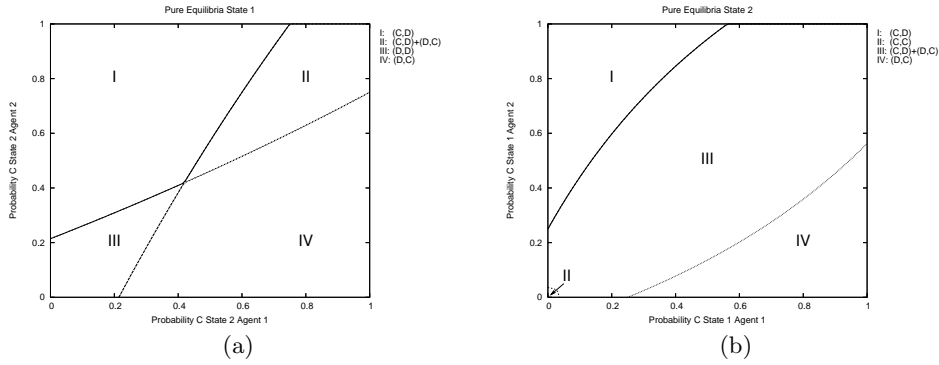 Pure Equilibria State 1
I: (C,D)
II: (C,D)+(D,C)
III: (D,D)
IV: (D,C)
1
0.8
0.6
0.4
0.2
0
Probability C State 2 Agent 2
I
II
III
IV
0 0.2 0.4 0.6 0.8 1
Probability C State 2 Agent 1
(a)
Pure Equilibria State 2
I: (C,D)
II: (C,C)
III: (C,D)+(D,C)
IV: (D,C)
1
0.8
0.6
0.4
0.2
0
Probability C State 1 Agent 2
I
III
IV
II
0 0.2 0.4 0.6 0.8 1
Probability C State 1 Agent 1
(b)